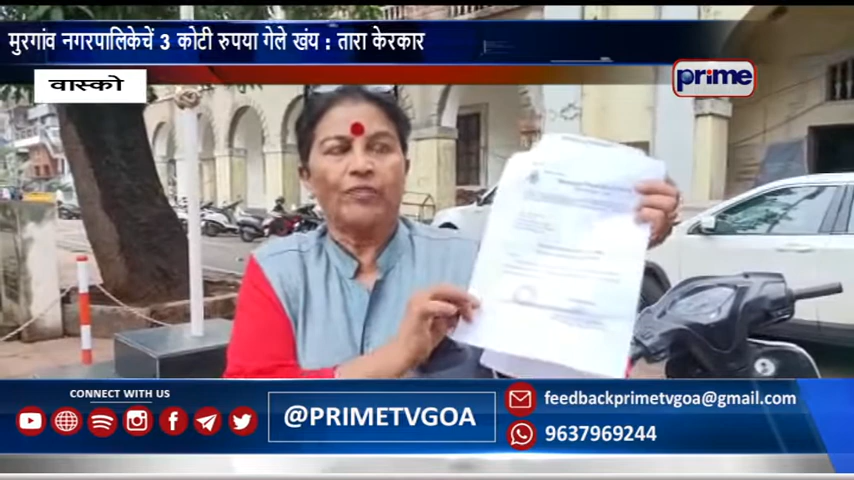 मुरगांव नगरपालिकेचें 3 कोटी रुपया गेले खंय : तारा केरकार
वास्को
prime
CONNECT WITH US
@PRIMETVGOA
feedbackprimetvgoa@gmail.com
9637969244